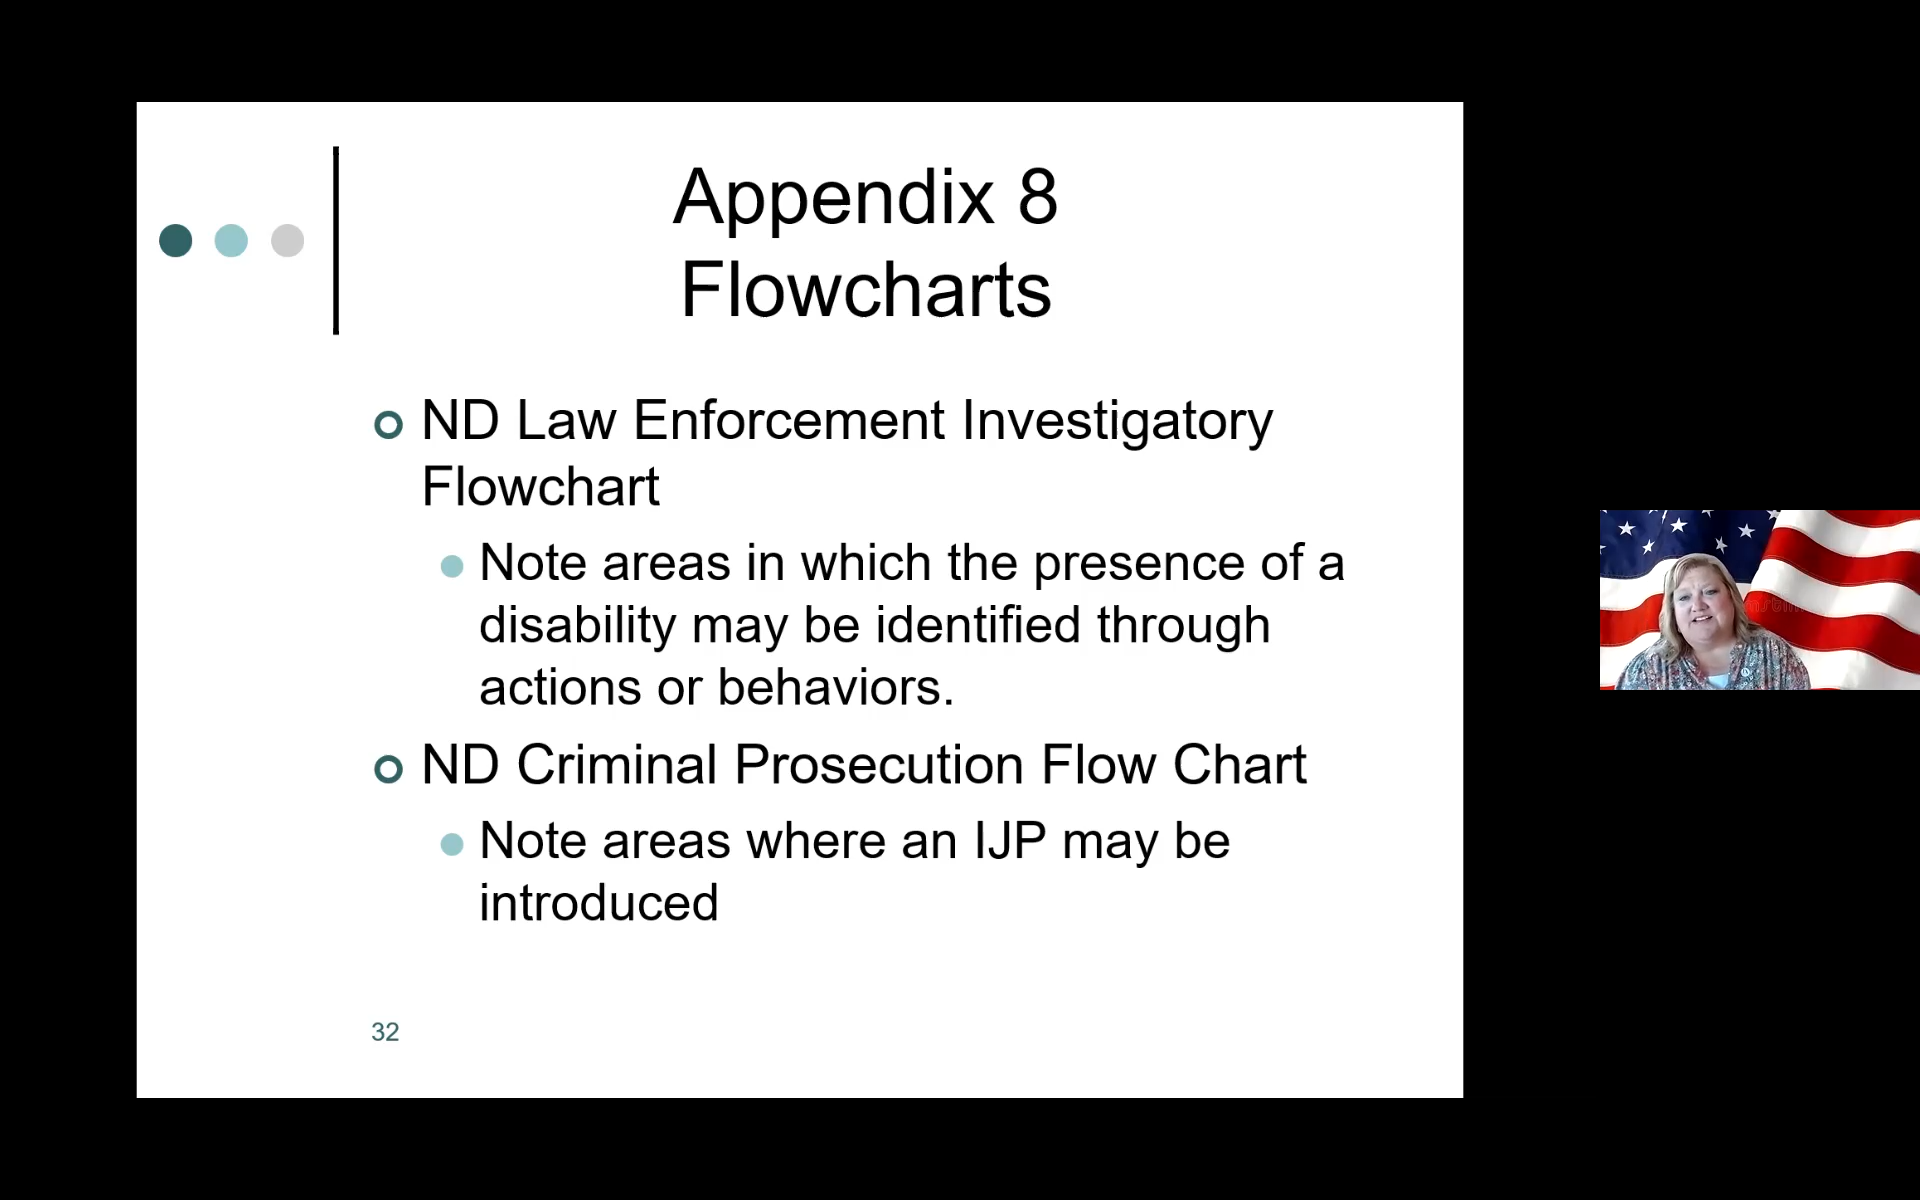 Appendix 8
Flowcharts
ND Law Enforcement Investigatory
Flowchart
Note areas in which the presence of a
disability may be identified through
actions or behaviors.
ND Criminal Prosecution Flow Chart
Note areas where an IJP may be
introduced
32